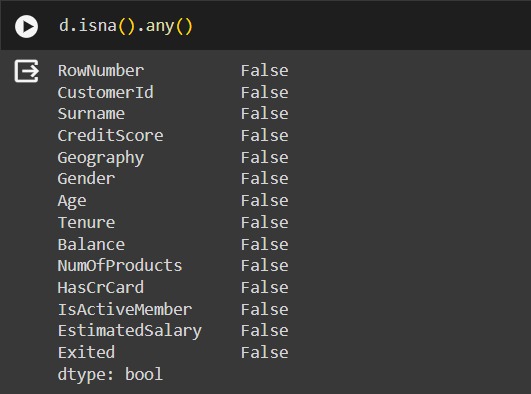 d.isna().any()
RowNumber False
CustomerId False
Surname False
CreditScore False
Geography False
Gender False
Age False
Tenure False
Balance False
NumOfProducts False
HasCrCard False
IsActiveMember False
EstimatedSalary False
Exited False
dtype: bool